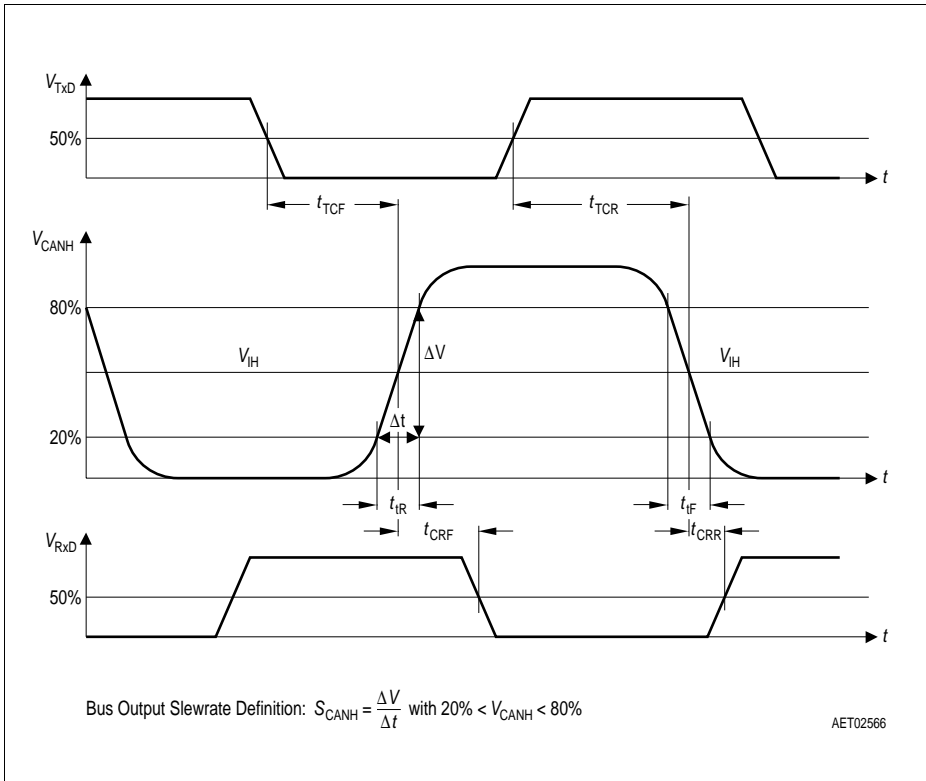 V_TxD
50%
t
t_TCF
t_TCR
V_CANH
80%
V_IH
ΔV
V_IH
Δt
20%
t
t_tR
t_tF
t_CRF
t_CRR
V_RxD
50%
t
Bus Output Slewrate Definition: S_CANH = ΔV/Δt with 20% < V_CANH < 80%
AET02566